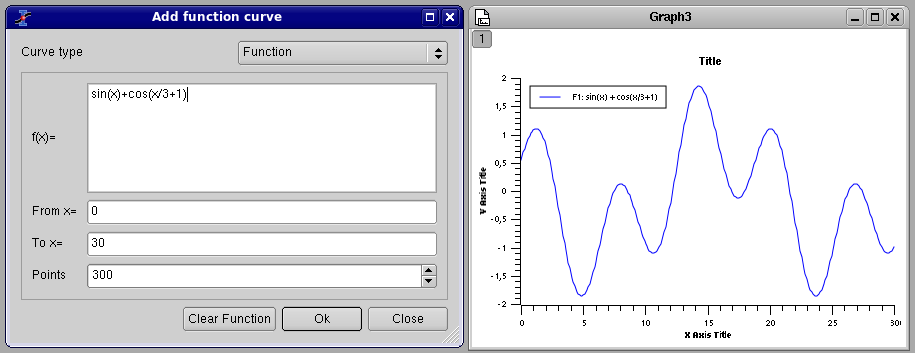 Add function curve
Curve type
Function
f(x)=
sin(x)+cos(x/3+1)
From x=
0
To x=
30
Points
300
Clear Function
Ok
Close
Graph3
1
Title
F1: sin(x) + cos(x/3+1)
2
1,5
1
0,5
0
-0,5
-1
-1,5
-2
Y Axis Title
0 5 10 15 20 25 30
X Axis Title